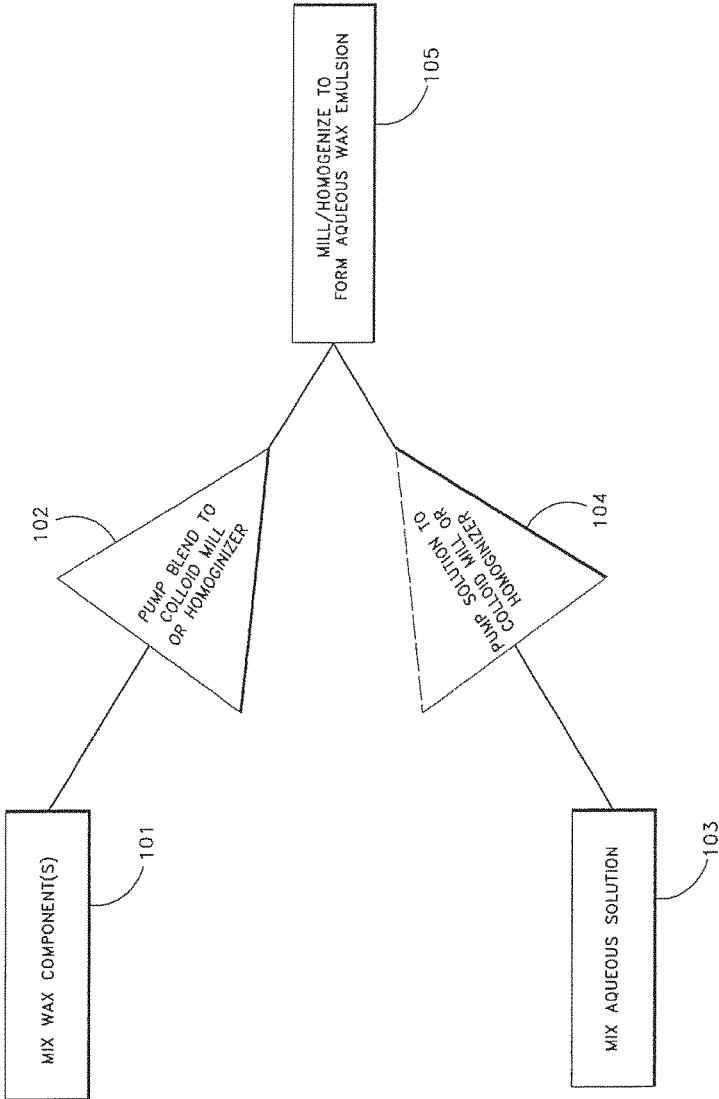 MIX WAX COMPONENT(S)
101
PUMP BLEND TO
COLLOID MILL
OR HOMOGINIZER
102
MIX AQUEOUS SOLUTION
103
PUMP SOLUTION TO
COLLOID MILL OR
HOMOGINIZER
104
MILL/HOMOGENIZE TO
FORM AQUEOUS WAX EMULSION
105